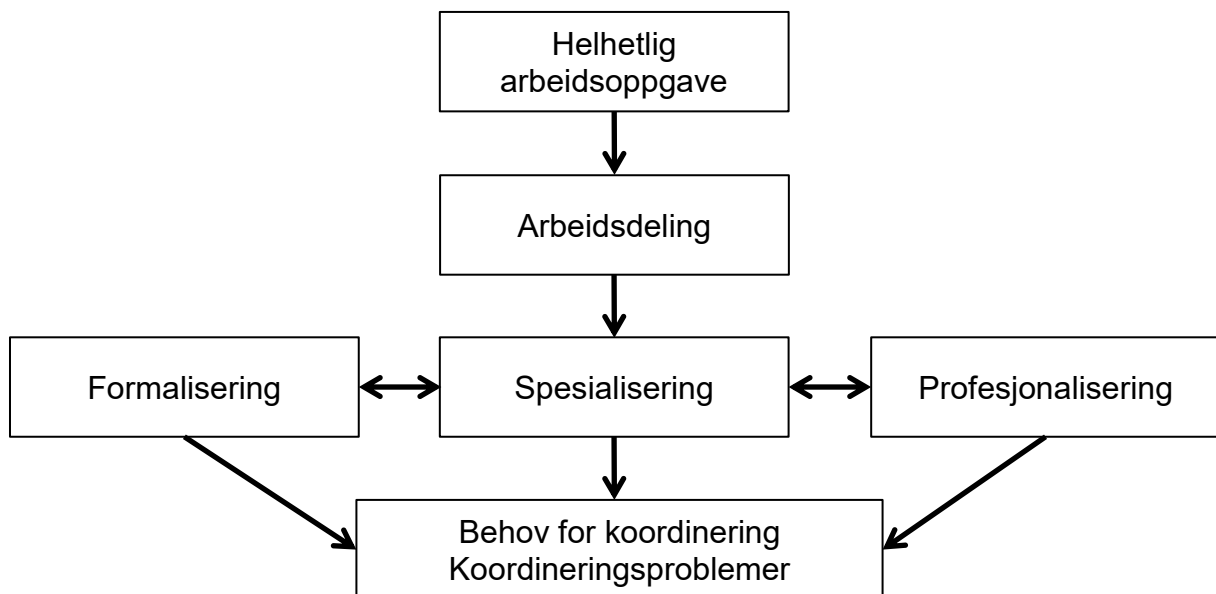 Helhetlig
arbeidsoppgave
Arbeidsdeling
Formalisering
Spesialisering
Profesjonalisering
Behov for koordinering
Koordineringsproblemer